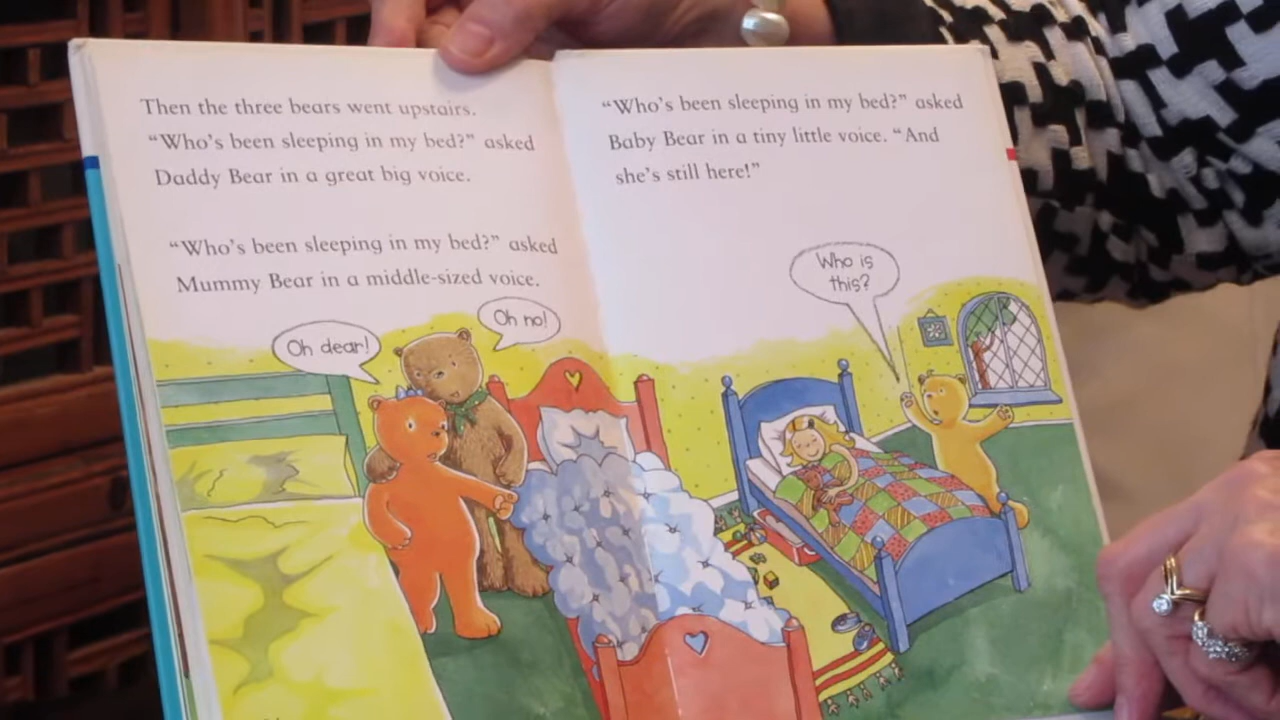 Then the three bears went upstairs.
“Who’s been sleeping in my bed?” asked
Daddy Bear in a great big voice.
“Who’s been sleeping in my bed?” asked
Mummy Bear in a middle-sized voice.
Oh dear!
Oh no!
“Who’s been sleeping in my bed?” asked
Baby Bear in a tiny little voice. “And
she’s still here!”
Who is
this?